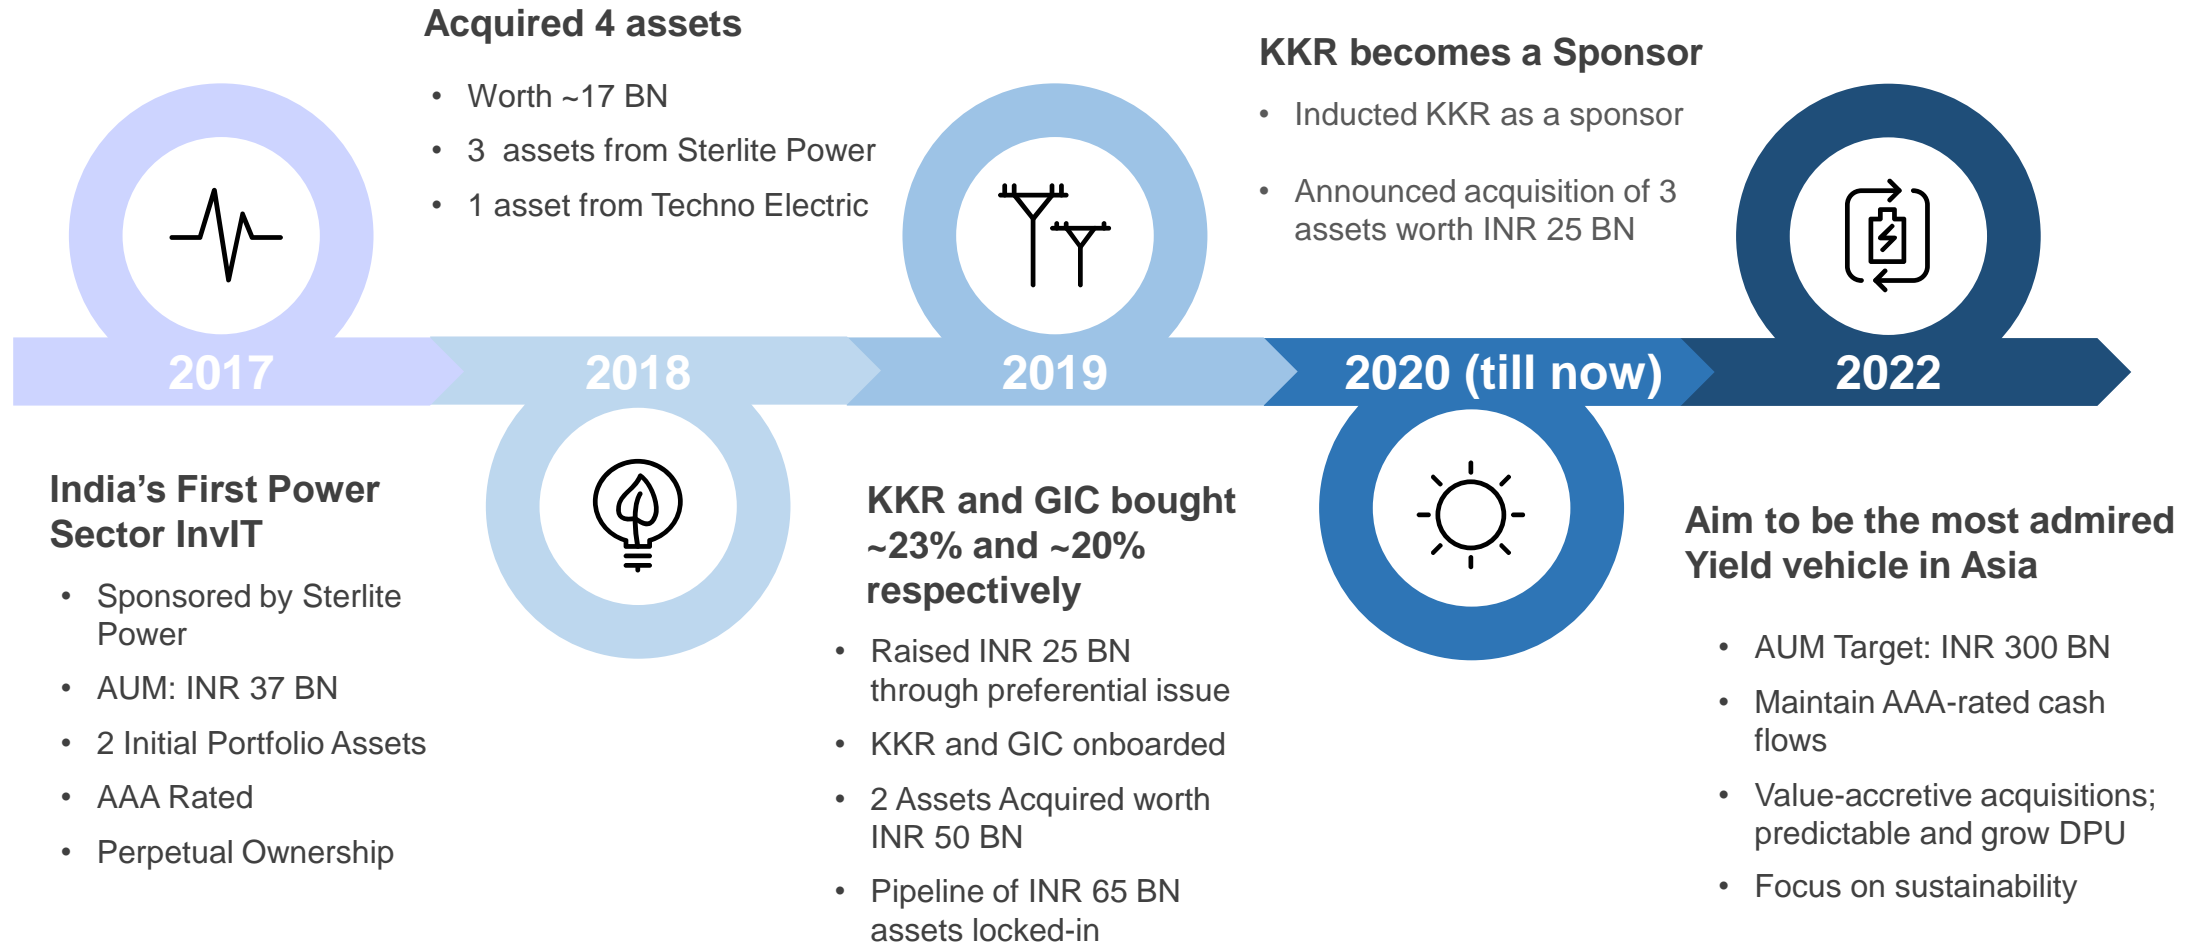 2017
India’s First Power
Sector InvIT
• Sponsored by Sterlite
Power
• AUM: INR 37 BN
• 2 Initial Portfolio Assets
• AAA Rated
• Perpetual Ownership
Acquired 4 assets
• Worth ~17 BN
• 3  assets from Sterlite Power
• 1 asset from Techno Electric
2018
2019
KKR and GIC bought
~23% and ~20%
respectively
• Raised INR 25 BN
through preferential issue
• KKR and GIC onboarded
• 2 Assets Acquired worth
INR 50 BN
• Pipeline of INR 65 BN
assets locked-in
KKR becomes a Sponsor
• Inducted KKR as a sponsor
• Announced acquisition of 3
assets worth INR 25 BN
2020 (till now)
2022
Aim to be the most admired
Yield vehicle in Asia
• AUM Target: INR 300 BN
• Maintain AAA-rated cash
flows
• Value-accretive acquisitions;
predictable and grow DPU
• Focus on sustainability